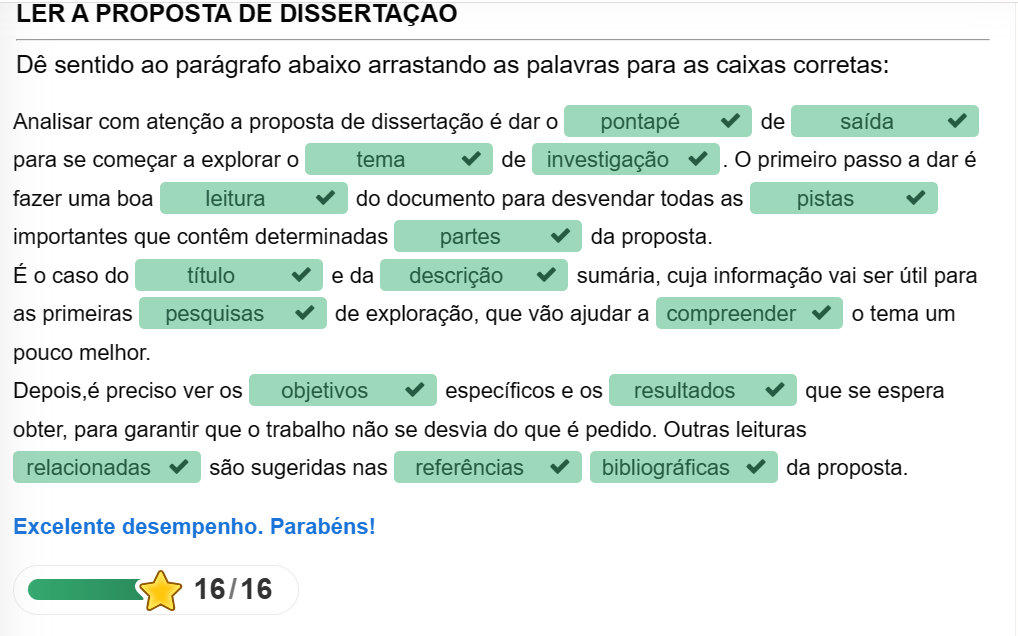 LER A PROPOSTA DE DISSERTAÇÃO
Dê sentido ao parágrafo abaixo arrastando as palavras para as caixas corretas:
Analisar com atenção a proposta de dissertação é dar o pontapé de saída
para se começar a explorar o tema de investigação . O primeiro passo a dar é
fazer uma boa leitura do documento para desvendar todas as pistas
importantes que contêm determinadas partes da proposta.
É o caso do título e da descrição sumária, cuja informação vai ser útil para
as primeiras pesquisas de exploração, que vão ajudar a compreender o tema um
pouco melhor.
Depois,é preciso ver os objetivos específicos e os resultados que se espera
obter, para garantir que o trabalho não se desvia do que é pedido. Outras leituras
relacionadas são sugeridas nas referências bibliográficas da proposta.
Excelente desempenho. Parabéns!
16/16